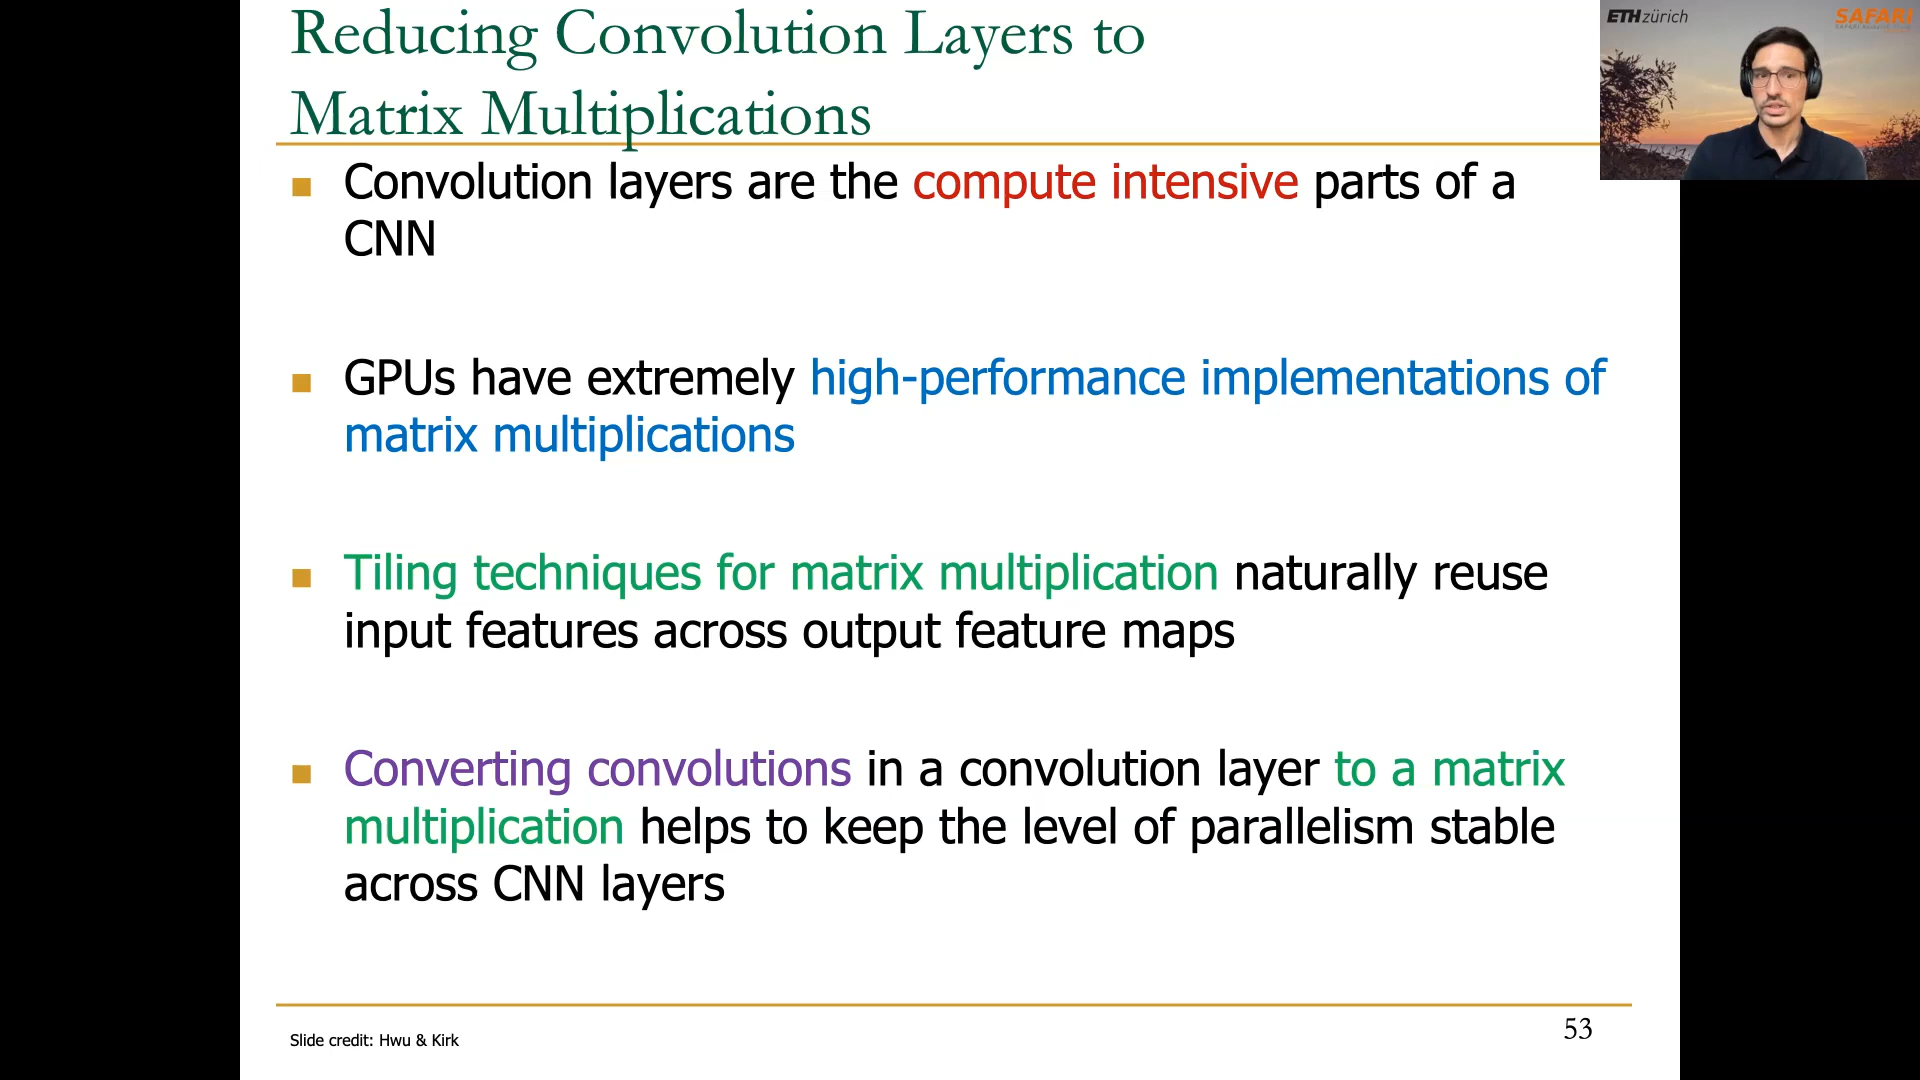 Reducing Convolution Layers to
Matrix Multiplications
ETH zürich
SAFARI
Convolution layers are the compute intensive parts of a
CNN
GPUs have extremely high-performance implementations of
matrix multiplications
Tiling techniques for matrix multiplication naturally reuse
input features across output feature maps
Converting convolutions in a convolution layer to a matrix
multiplication helps to keep the level of parallelism stable
across CNN layers
Slide credit: Hwu & Kirk
53